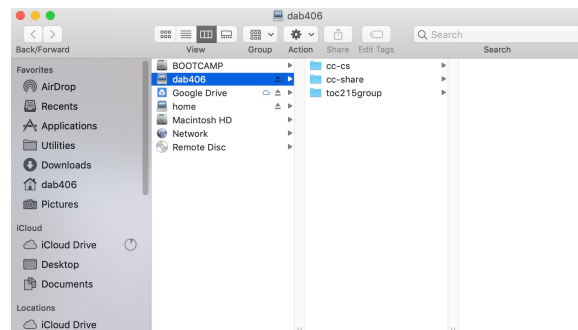 dab406
Back/Forward
View
Group
Action
Share
Edit Tags
Search
Search
Favorites
AirDrop
Recents
Applications
Utilities
Downloads
dab406
Pictures
iCloud
iCloud Drive
Desktop
Documents
Locations
iCloud Drive
BOOTCAMP
dab406
Google Drive
home
Macintosh HD
Network
Remote Disc
cc-cs
cc-share
toc215group